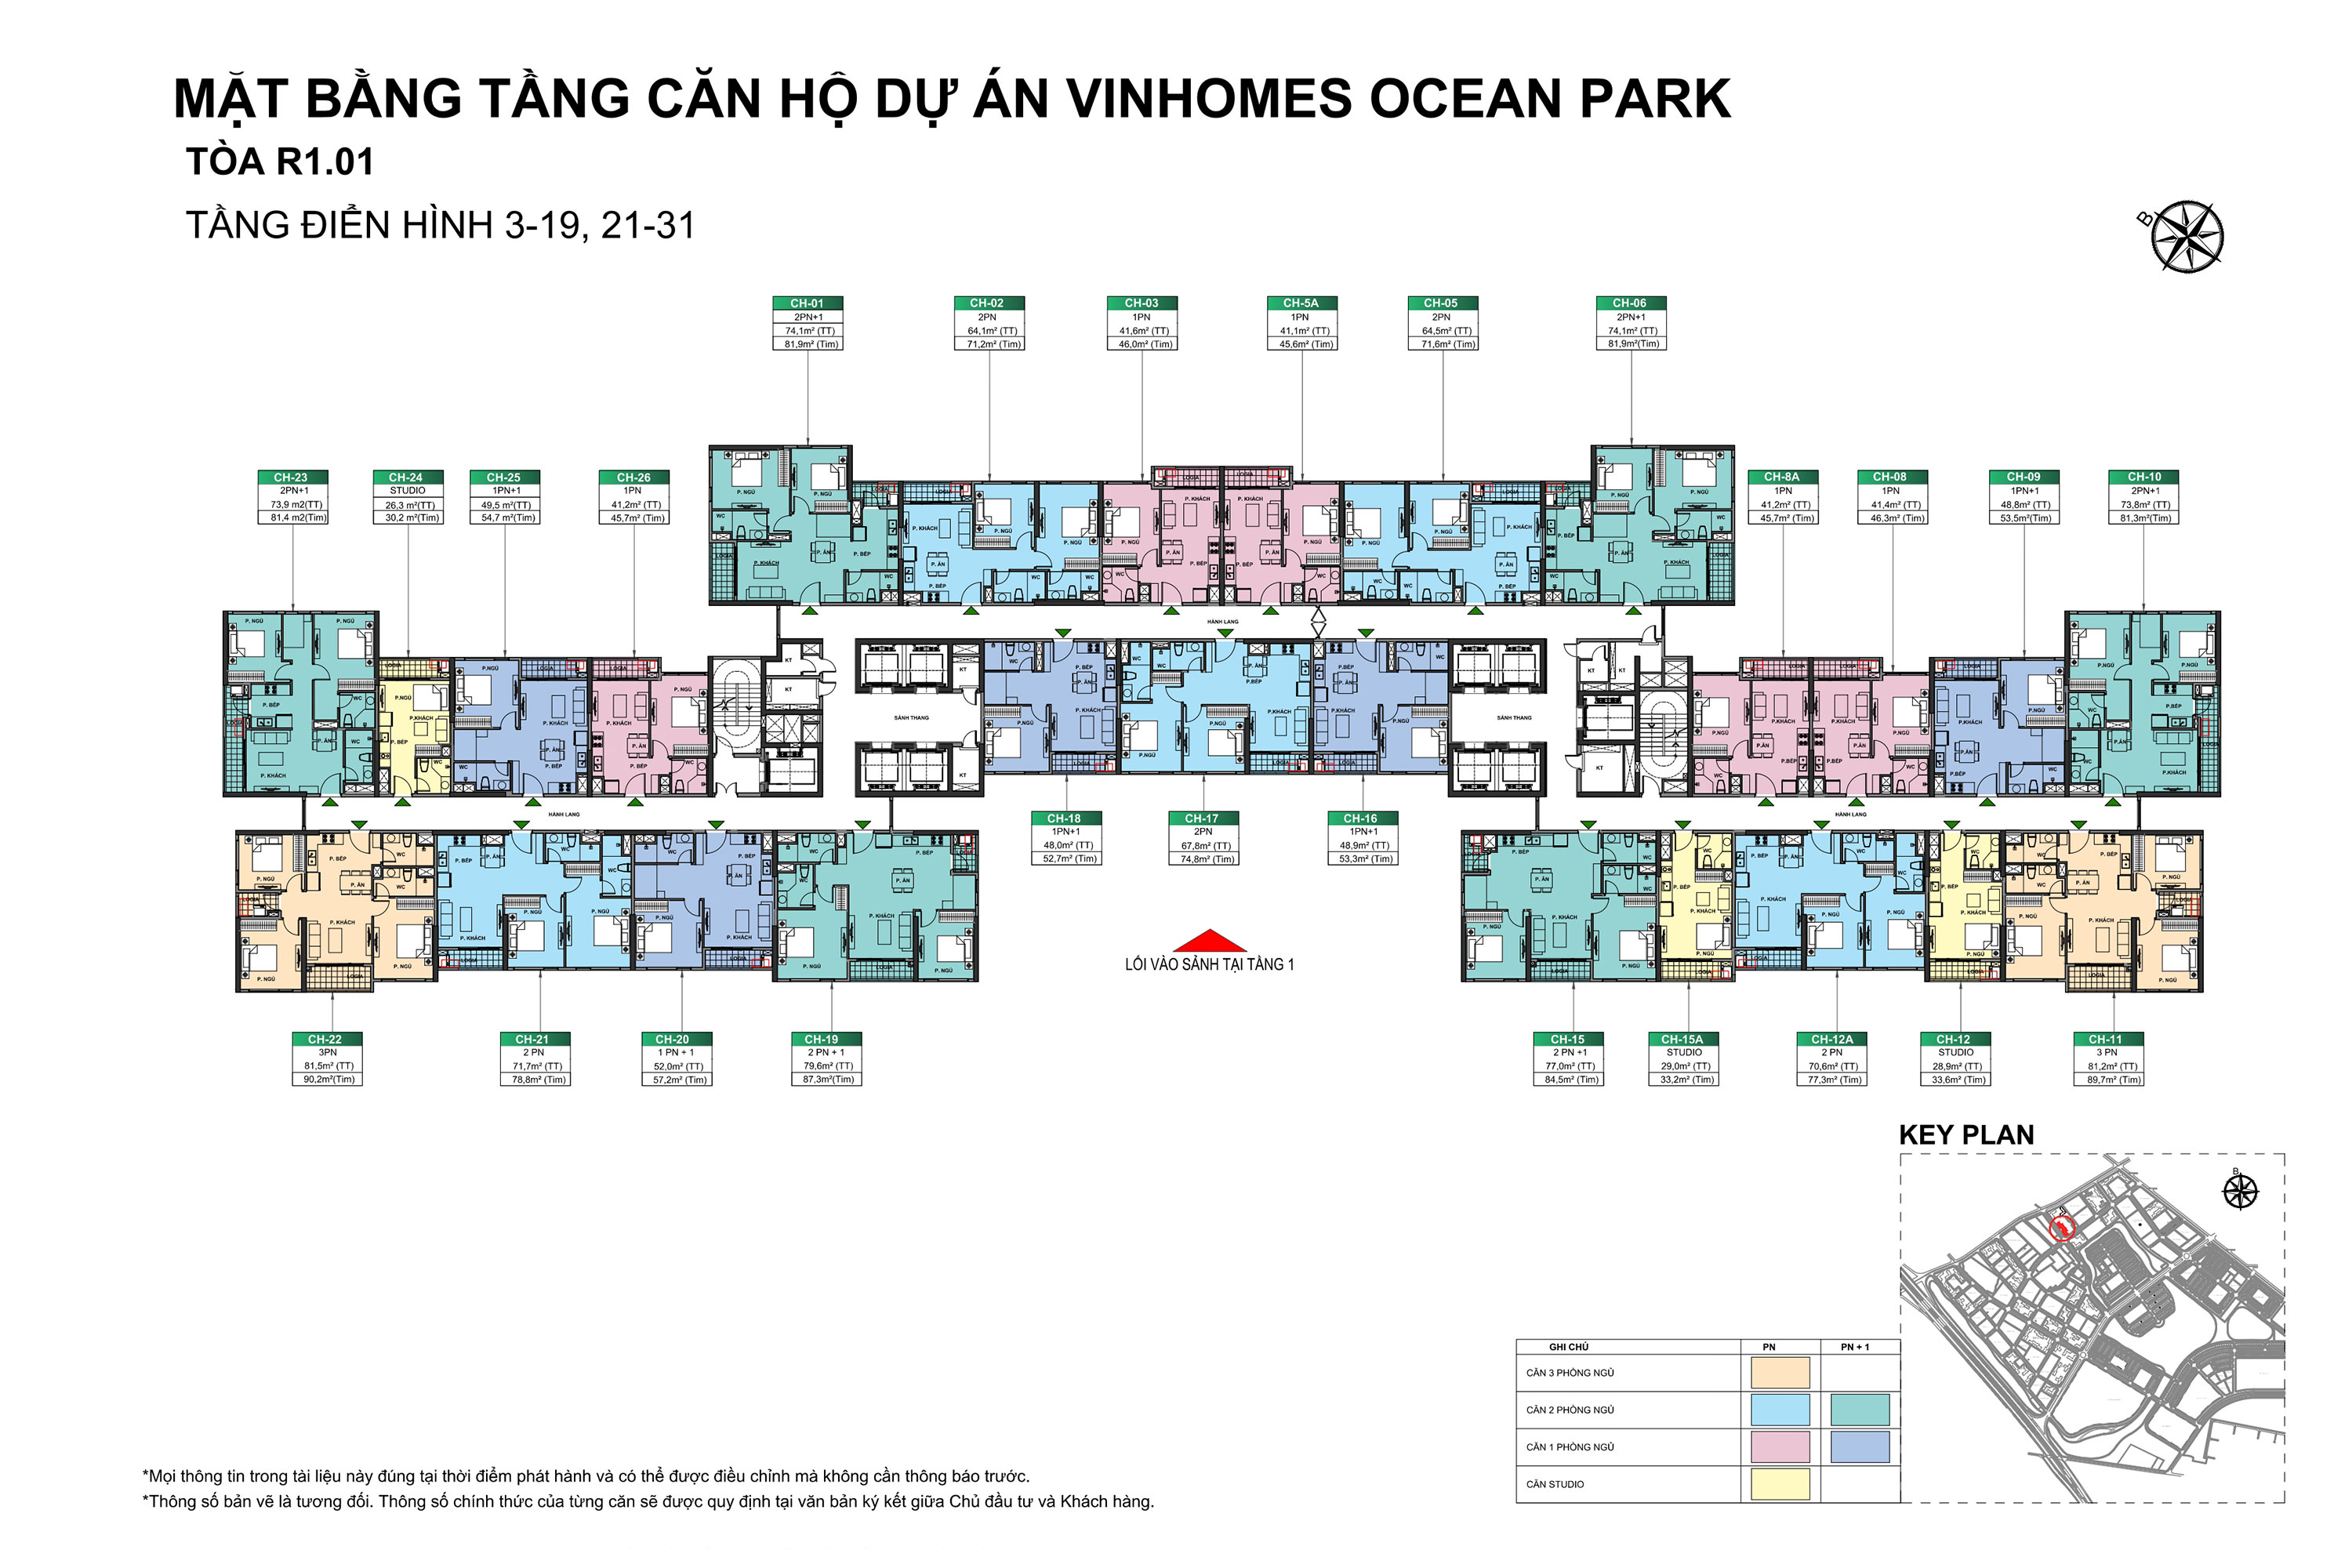 MẶT BẰNG TẦNG CĂN HỘ DỰ ÁN VINHOMES OCEAN PARK
TÒA R1.01
TẦNG ĐIỂN HÌNH 3-19, 21-31
B
CH-01
2PN+1
74,1m² (TT)
81,9m² (Tim)
CH-02
2PN
64,1m² (TT)
71,2m² (Tim)
CH-03
1PN
41,6m² (TT)
46,0m² (Tim)
CH-5A
1PN
41,1m² (TT)
45,6m² (Tim)
CH-05
2PN
64,5m² (TT)
71,6m² (Tim)
CH-06
2PN+1
74,1m² (TT)
81,9m²(Tim)
CH-23
2PN+1
73,9 m2(TT)
81,4 m2(Tim)
CH-24
STUDIO
26,3 m²(TT)
30,2 m²(Tim)
CH-25
1PN+1
49,5 m²(TT)
54,7 m²(Tim)
CH-26
1PN
41,2m² (TT)
45,7m² (Tim)
CH-8A
1PN
41,2m² (TT)
45,7m² (Tim)
CH-08
1PN
41,4m² (TT)
46,3m² (Tim)
CH-09
1PN+1
48,8m² (TT)
53,5m²(Tim)
CH-10
2PN+1
73,8m² (TT)
81,3m²(Tim)
HÀNH LANG
SẢNH THANG
SẢNH THANG
KT
KT
KT
KT
KT
KT
KT
HÀNH LANG
HÀNH LANG
CH-18
1PN+1
48,0m² (TT)
52,7m² (Tim)
CH-17
2PN
67,8m² (TT)
74,8m² (Tim)
CH-16
1PN+1
48,9m² (TT)
53,3m² (Tim)
LỐI VÀO SẢNH TẠI TẦNG 1
CH-22
3PN
81,5m² (TT)
90,2m²(Tim)
CH-21
2 PN
71,7m² (TT)
78,8m² (Tim)
CH-20
1 PN + 1
52,0m² (TT)
57,2m² (Tim)
CH-19
2 PN + 1
79,6m² (TT)
87,3m²(Tim)
CH-15
2 PN +1
77,0m² (TT)
84,5m² (Tim)
CH-15A
STUDIO
29,0m² (TT)
33,2m² (Tim)
CH-12A
2 PN
70,6m² (TT)
77,3m² (Tim)
CH-12
STUDIO
28,9m² (TT)
33,6m² (Tim)
CH-11
3 PN
81,2m² (TT)
89,7m² (Tim)
KEY PLAN
B
GHI CHÚ PN PN + 1
CĂN 3 PHÒNG NGỦ
CĂN 2 PHÒNG NGỦ
CĂN 1 PHÒNG NGỦ
CĂN STUDIO
*Mọi thông tin trong tài liệu này đúng tại thời điểm phát hành và có thể được điều chỉnh mà không cần thông báo trước.
*Thông số bản vẽ là tương đối. Thông số chính thức của từng căn sẽ được quy định tại văn bản ký kết giữa Chủ đầu tư và Khách hàng.